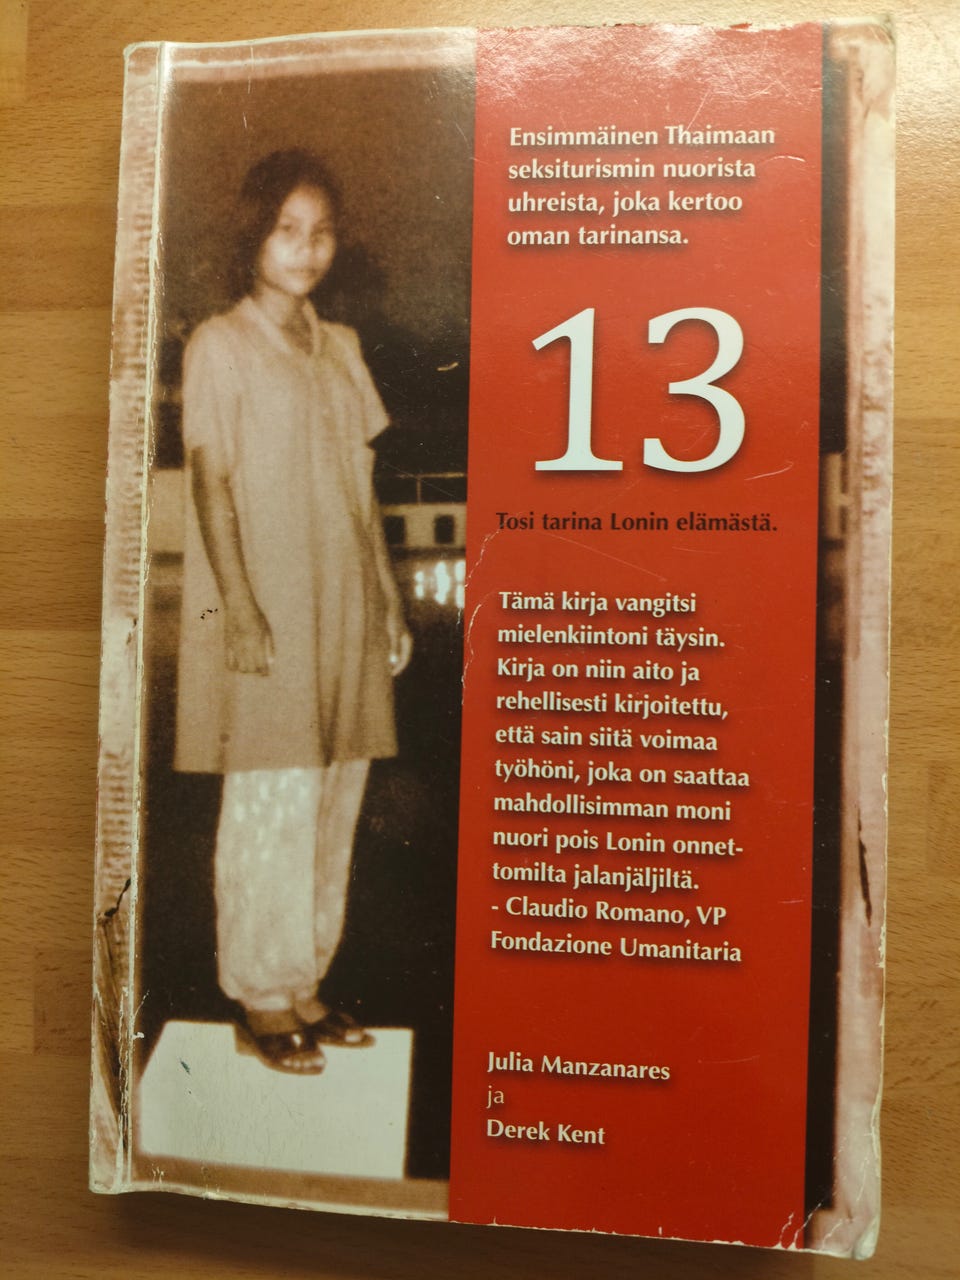 Ensimmäinen Thaimaan
seksiturismin nuorista
uhreista, joka kertoo
oman tarinansa.
13
Tosi tarina Lonin elämästä.
Tämä kirja vangitsi
mielenkiintoni täysin.
Kirja on niin aito ja
rehellisesti kirjoitettu,
että sain siitä voimaa
työhöni, joka on saattaa
mahdollisimman moni
nuori pois Lonin onnet-
tomilta jalanjäljiltä.
- Claudio Romano, VP
Fondazione Umanitaria
Julia Manzanares
ja
Derek Kent